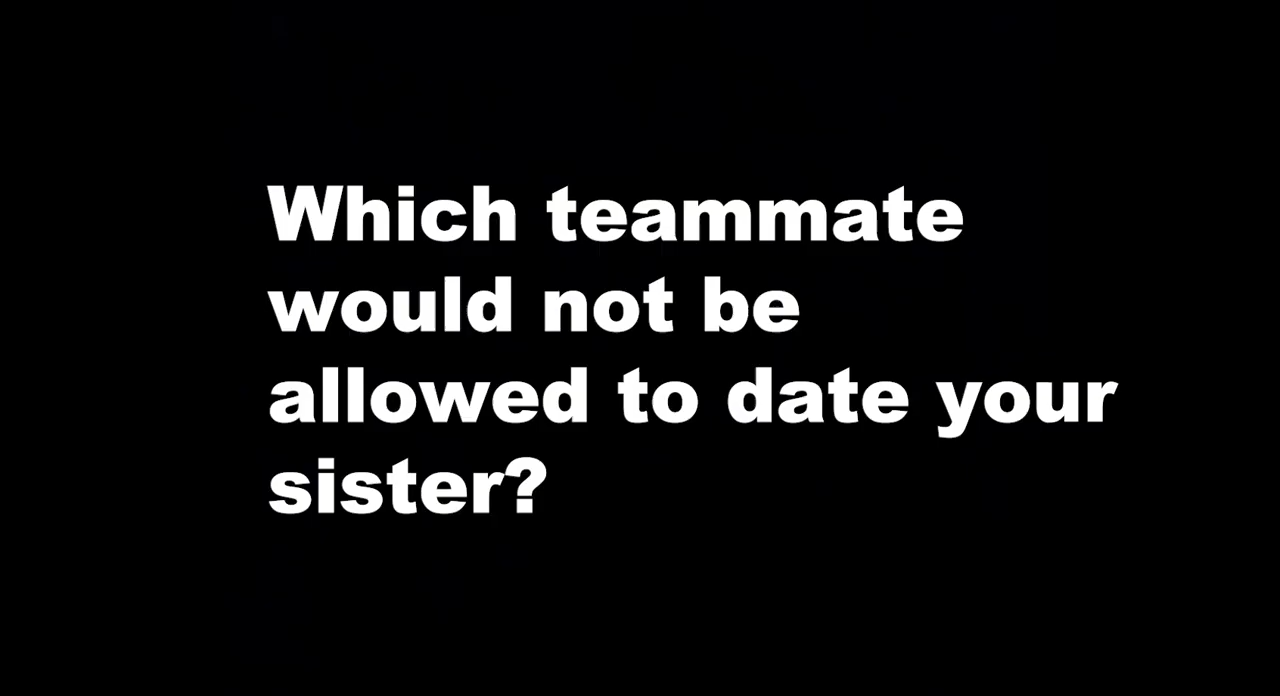 Which teammate
would not be
allowed to date your
sister?